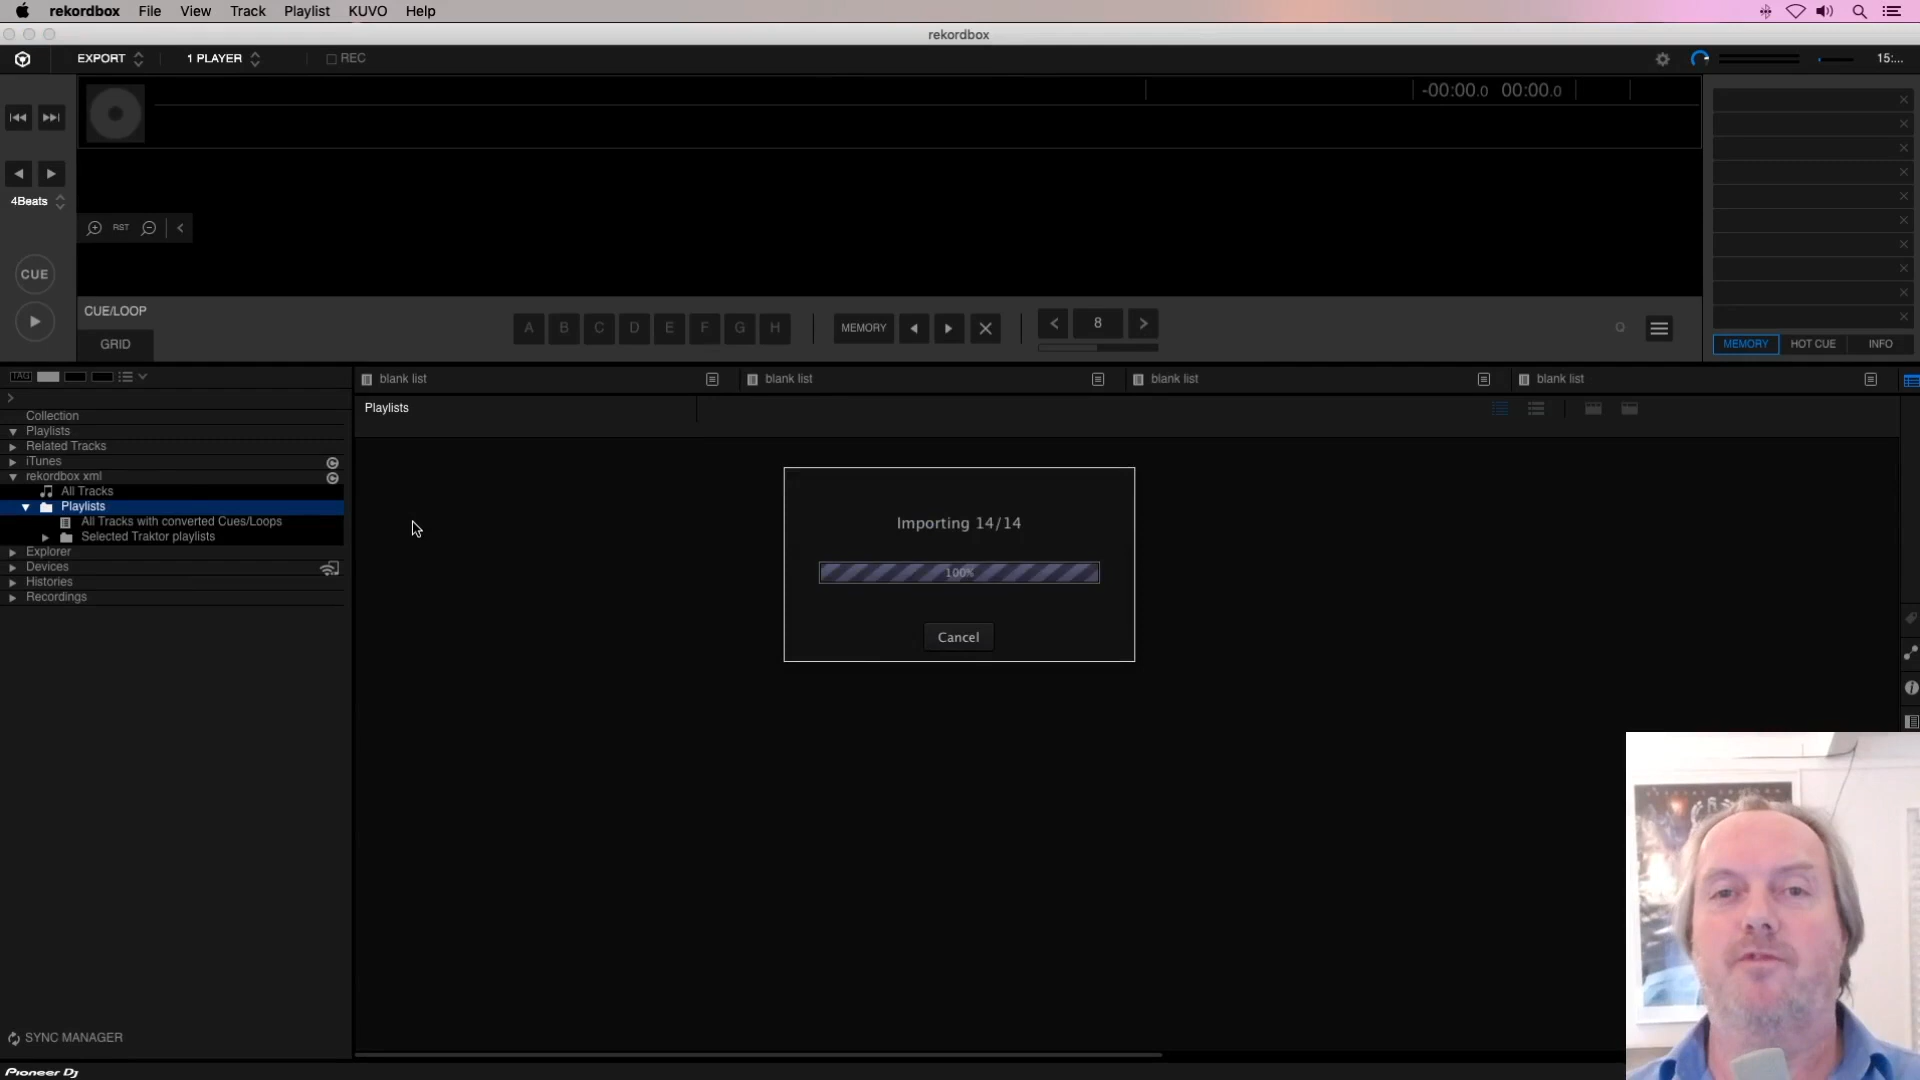 rekordbox File View Track Playlist KUVO Help
rekordbox
EXPORT 1 PLAYER REC 15:...
-00:00.0 00:00.0
4Beats
RST
CUE
CUE/LOOP
GRID
A B C D E F G H MEMORY 8 Q
MEMORY HOT CUE INFO
TAG
blank list blank list blank list blank list
Playlists
Collection
Playlists
Related Tracks
iTunes
rekordbox xml
All Tracks
Playlists
All Tracks with converted Cues/Loops
Selected Traktor playlists
Explorer
Devices
Histories
Recordings
Importing 14/14
100%
Cancel
SYNC MANAGER
Pioneer Dj